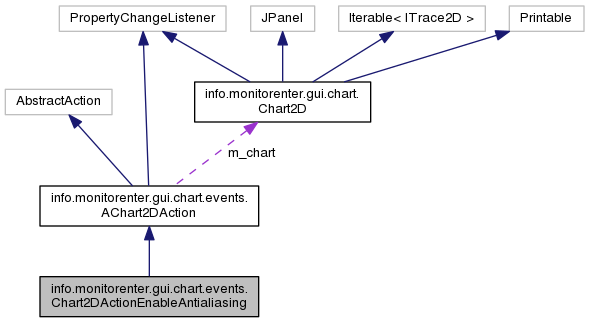 PropertyChangeListener
JPanel
Iterable< ITrace2D >
Printable
AbstractAction
info.monitorenter.gui.chart.
Chart2D
m_chart
info.monitorenter.gui.chart.events.
AChart2DAction
info.monitorenter.gui.chart.events.
Chart2DActionEnableAntialiasing